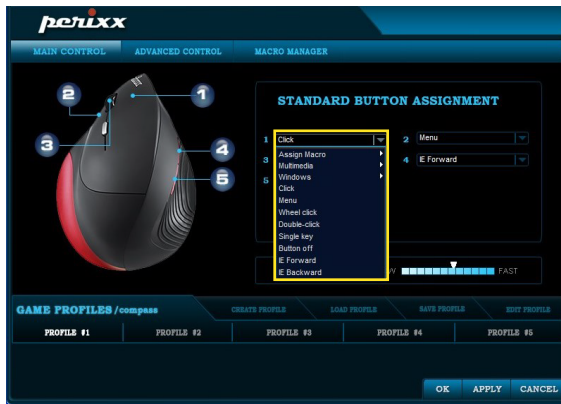 perixx
MAIN CONTROL ADVANCED CONTROL MACRO MANAGER
STANDARD BUTTON ASSIGNMENT
1 Click 2 Menu
3 4 IE Forward
5
Assign Macro
Multimedia
Windows
Click
Menu
Wheel click
Double-click
Single key
Button off
IE Forward
IE Backward
FAST
1
2
3
4
5
GAME PROFILES /compass CREATE PROFILE LOAD PROFILE SAVE PROFILE EDIT PROFILE
PROFILE #1 PROFILE #2 PROFILE #3 PROFILE #4 PROFILE #5
OK APPLY CANCEL